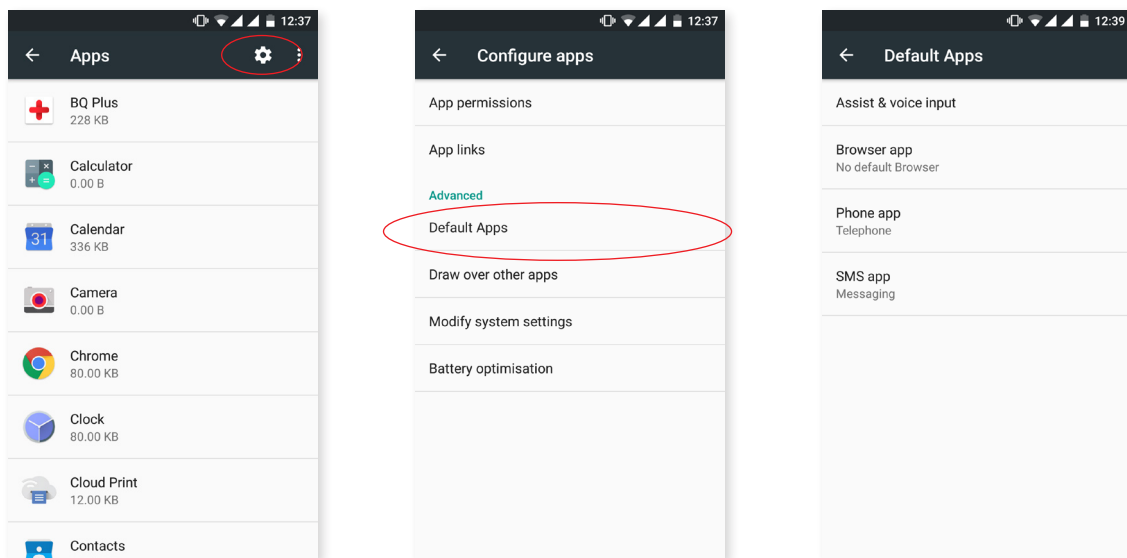 12:37
Apps
BQ Plus
228 KB
Calculator
0.00 B
31
Calendar
336 KB
Camera
0.00 B
Chrome
80.00 KB
Clock
80.00 KB
Cloud Print
12.00 KB
Contacts
12:37
Configure apps
App permissions
App links
Advanced
Default Apps
Draw over other apps
Modify system settings
Battery optimisation
12:39
Default Apps
Assist & voice input
Browser app
No default Browser
Phone app
Telephone
SMS app
Messaging